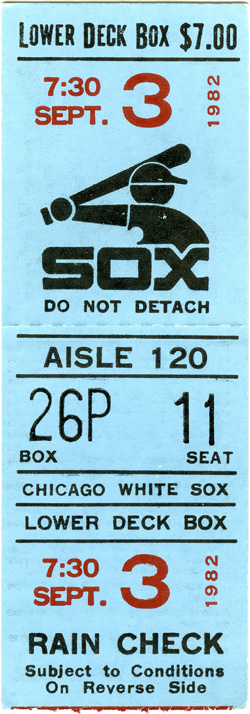 LOWER DECK BOX $7.00
7:30
SEPT. 3 1982
SOX
DO NOT DETACH
AISLE 120
26P 11
BOX SEAT
CHICAGO WHITE SOX
LOWER DECK BOX
7:30
SEPT. 3 1982
RAIN CHECK
Subject to Conditions
On Reverse Side